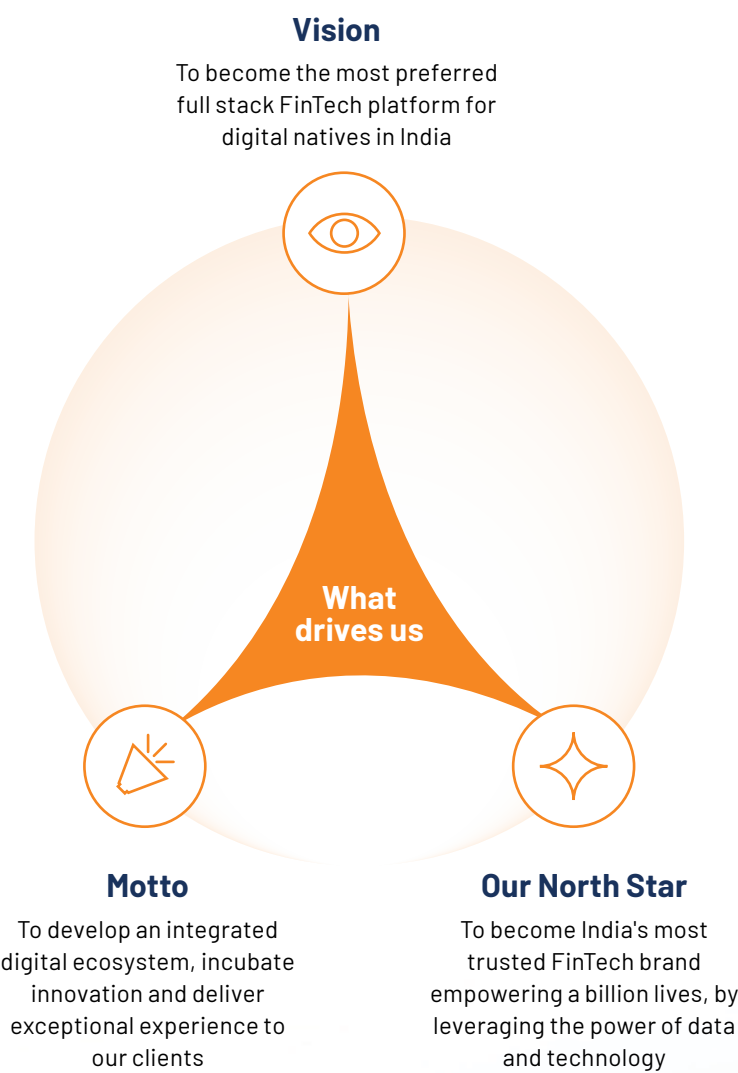 Vision
To become the most preferred
full stack FinTech platform for
digital natives in India
What
drives us
Motto
To develop an integrated
digital ecosystem, incubate
innovation and deliver
exceptional experience to
our clients
Our North Star
To become India's most
trusted FinTech brand
empowering a billion lives, by
leveraging the power of data
and technology